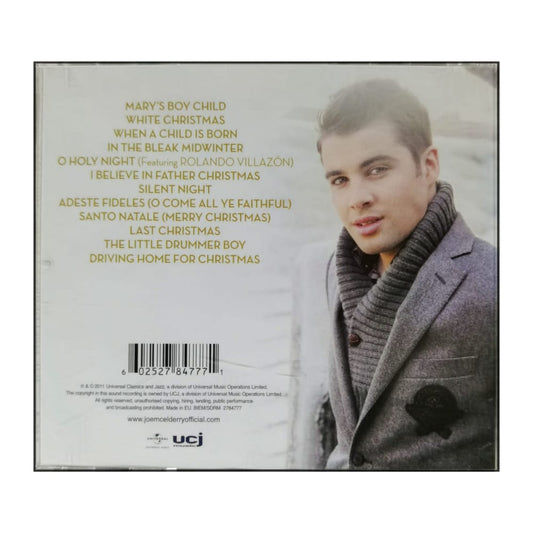 MARY'S BOY CHILD
WHITE CHRISTMAS
WHEN A CHILD IS BORN
IN THE BLEAK MIDWINTER
O HOLY NIGHT (Featuring ROLANDO VILLAZÓN)
I BELIEVE IN FATHER CHRISTMAS
SILENT NIGHT
ADESTE FIDELES (O COME ALL YE FAITHFUL)
SANTO NATALE (MERRY CHRISTMAS)
LAST CHRISTMAS
THE LITTLE DRUMMER BOY
DRIVING HOME FOR CHRISTMAS
6 02527 84777 1
℗ & © 2011 Universal Classics and Jazz, a division of Universal Music Operations Limited.
The copyright in this sound recording is owned by UCJ, a division of Universal Music Operations Limited.
All rights reserved, unauthorised copying, hiring, lending, public performance
and broadcasting prohibited. Made in EU. BIEM/SDRM 2784777
www.joemcelderryofficial.com
UNIVERSAL
ucj